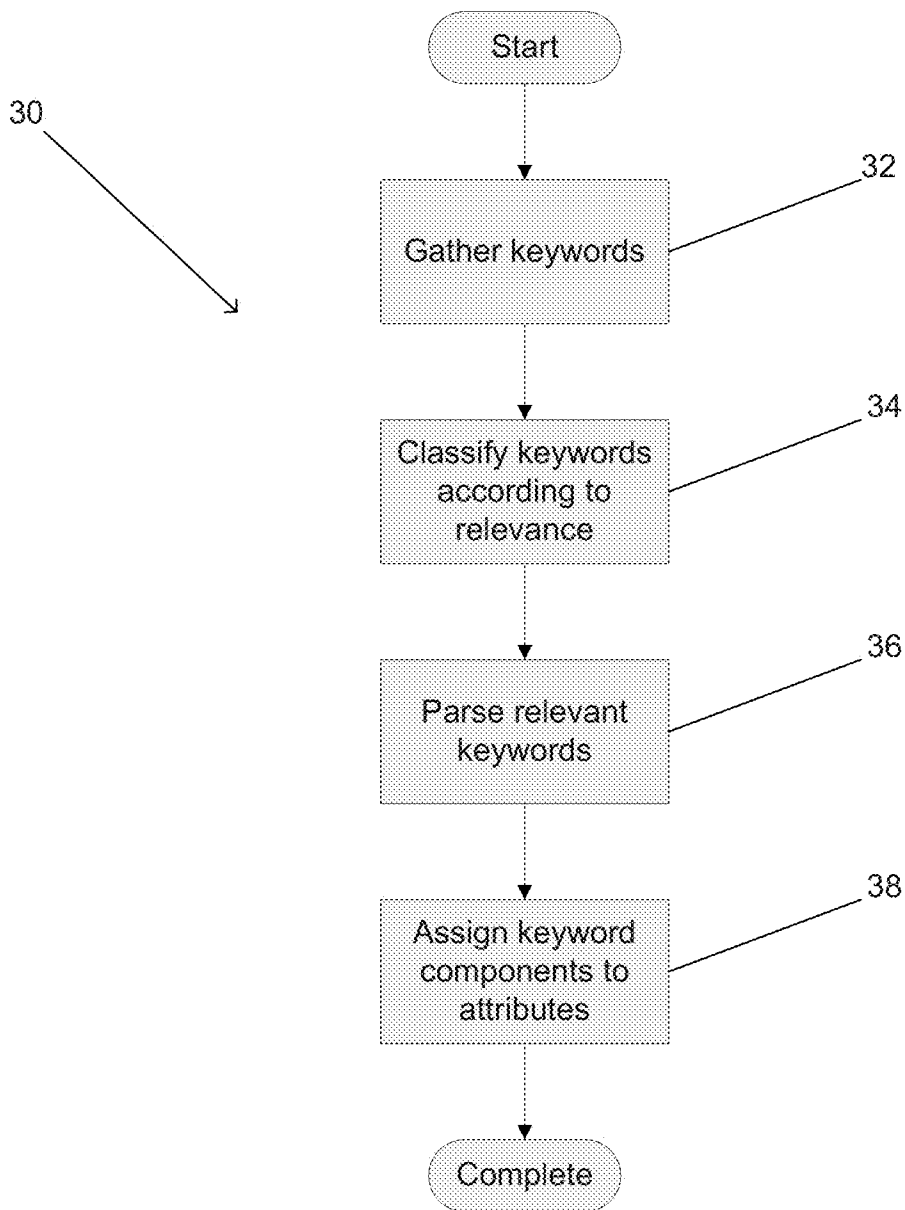 Start
30
32
Gather keywords
34
Classify keywords
according to
relevance
36
Parse relevant
keywords
38
Assign keyword
components to
attributes
Complete